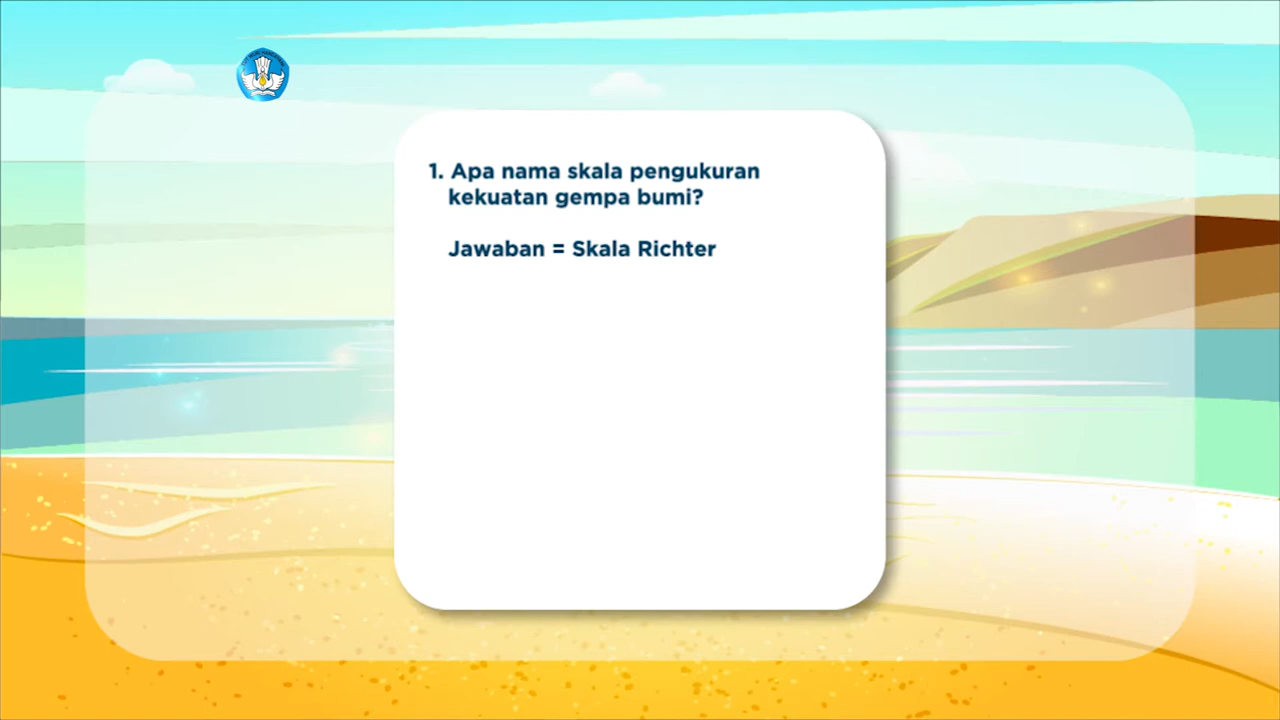 1. Apa nama skala pengukuran
kekuatan gempa bumi?
Jawaban = Skala Richter